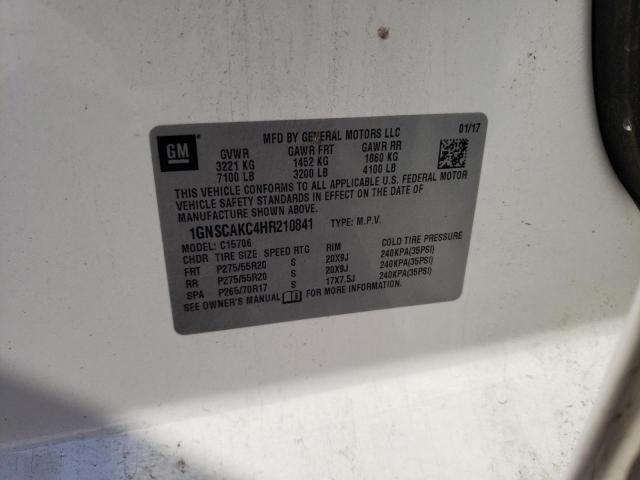 GM
MFD BY GENERAL MOTORS LLC 01/17
GVWR GAWR FRT GAWR RR
3221 KG 1452 KG 1860 KG
7100 LB 3200 LB 4100 LB
THIS VEHICLE CONFORMS TO ALL APPLICABLE U.S. FEDERAL MOTOR
VEHICLE SAFETY STANDARDS IN EFFECT ON THE DATE OF
MANUFACTURE SHOWN ABOVE.
1GNSCAKC4HR210841 TYPE: M.P.V.
MODEL: C15706
CHDR TIRE SIZE SPEED RTG RIM COLD TIRE PRESSURE
FRT P275/55R20 S 20X9J 240KPA(35PSI)
RR P275/55R20 S 20X9J 240KPA(35PSI)
SPA P265/70R17 S 17X7.5J 240KPA(35PSI)
SEE OWNER'S MANUAL FOR MORE INFORMATION.